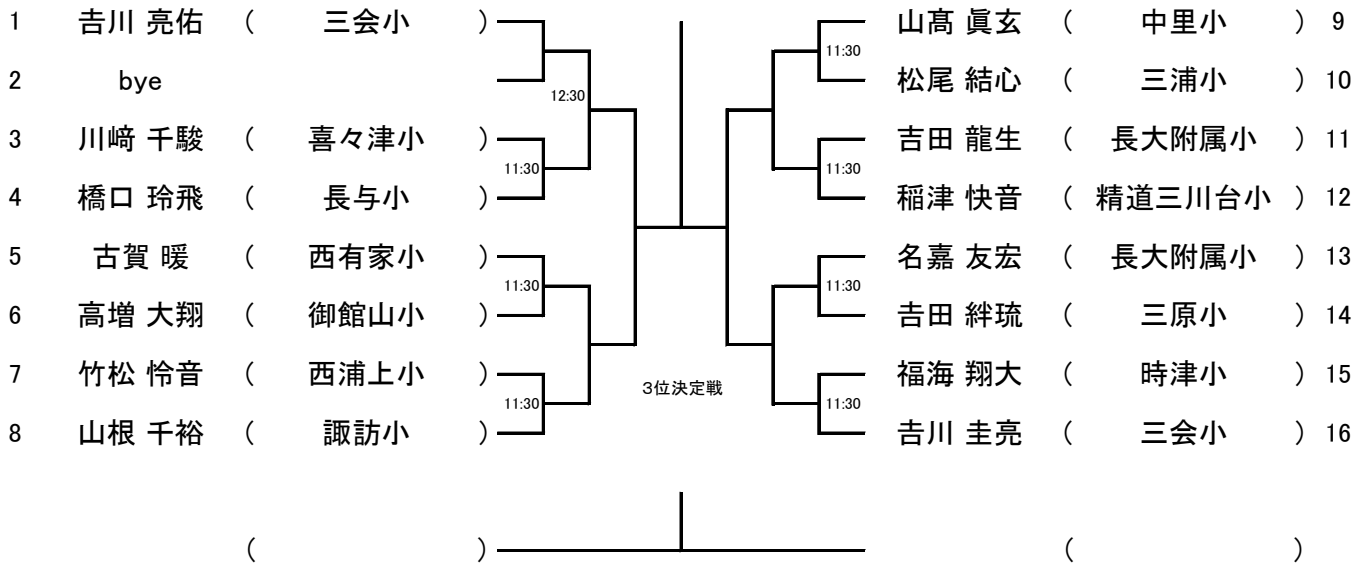 1 𠮷川 亮佑 ( 三会小 ) 山髙 眞玄 ( 中里小 ) 9
11:30
2 bye 松尾 結心 ( 三浦小 ) 10
12:30
3 川﨑 千駿 ( 喜々津小 ) 吉田 龍生 ( 長大附属小 ) 11
11:30 11:30
4 橋口 玲飛 ( 長与小 ) 稲津 快音 ( 精道三川台小 ) 12
5 古賀 暖 ( 西有家小 ) 名嘉 友宏 ( 長大附属小 ) 13
11:30 11:30
6 高増 大翔 ( 御館山小 ) 𠮷田 絆琉 ( 三原小 ) 14
7 竹松 怜音 ( 西浦上小 ) 福海 翔大 ( 時津小 ) 15
3位決定戦
11:30 11:30
8 山根 千裕 ( 諏訪小 ) 𠮷川 圭亮 ( 三会小 ) 16
( ) ( )